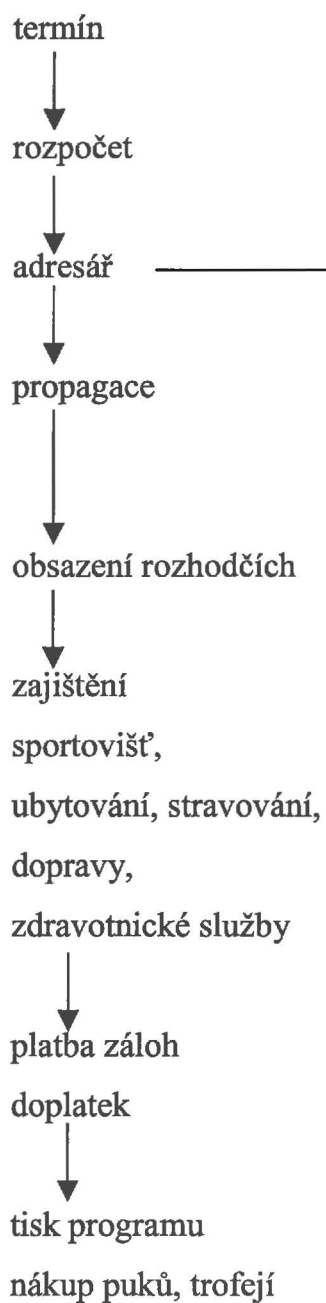 termín
rozpočet
adresář
propagace
obsazení rozhodčích
zajištění
sportovišť,
ubytování, stravování,
dopravy,
zdravotnické služby
platba záloh
doplatek
tisk programu
nákup puků, trofejí